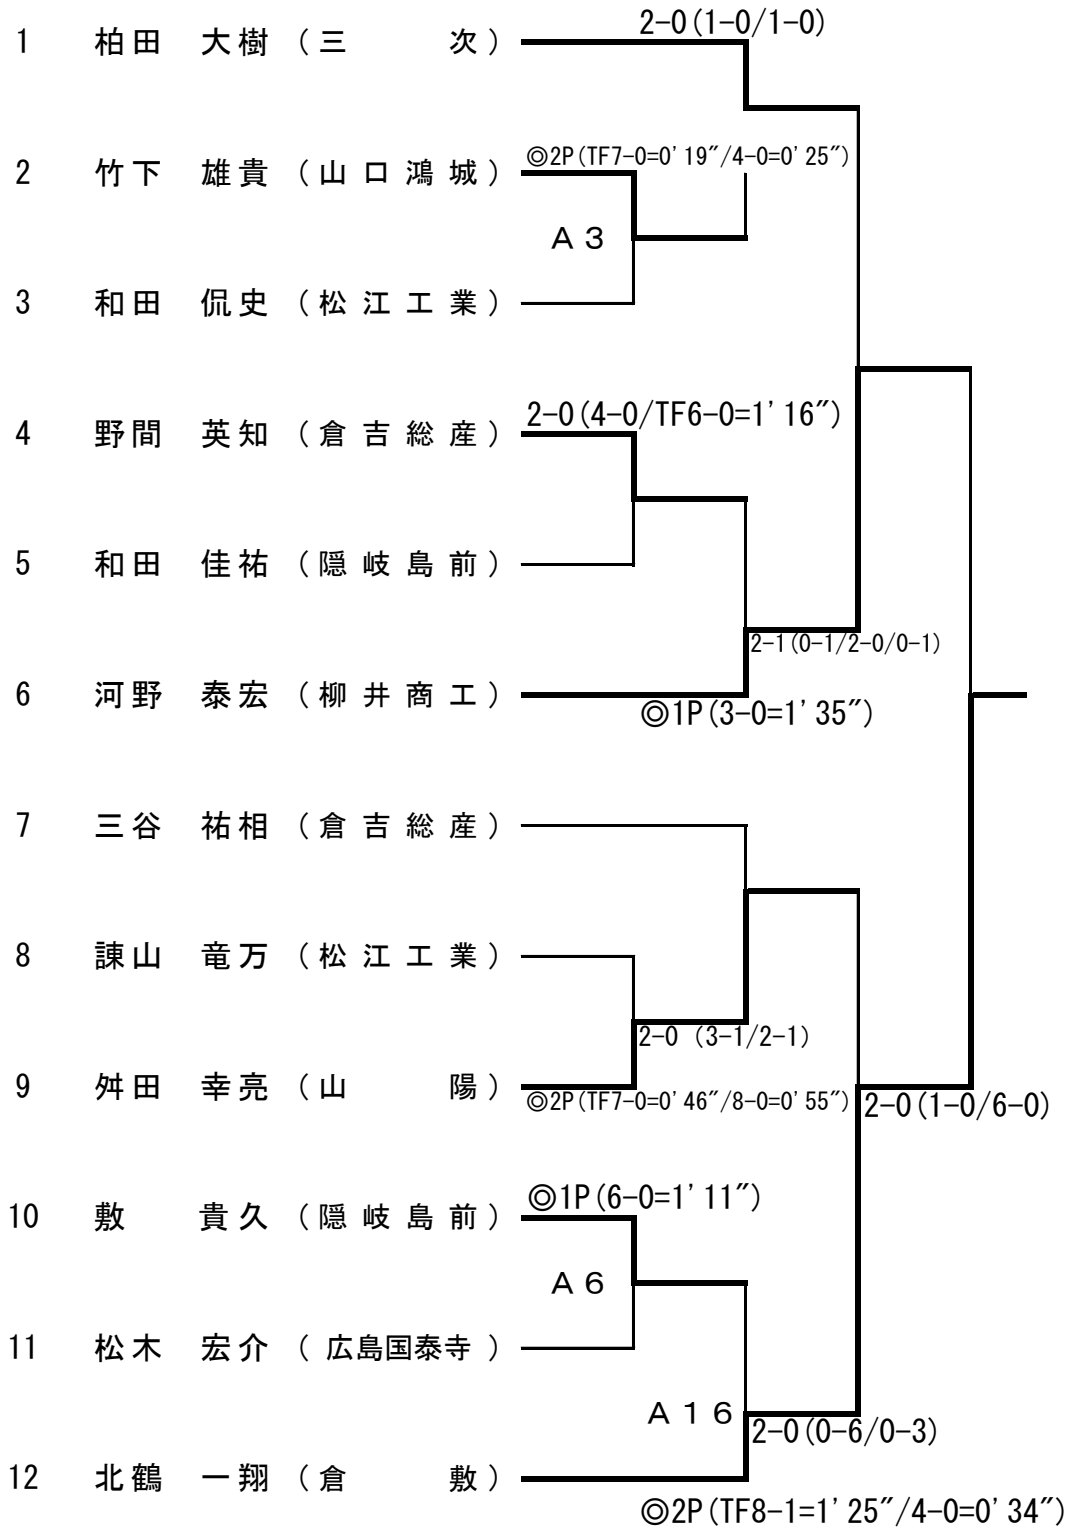 2-0(1-0/1-0)
1 柏田 大樹 (三 次)
◎2P(TF7-0=0'19″/4-0=0'25″)
2 竹下 雄貴 (山口鴻城)
A3
3 和田 侃史 (松江工業)
2-0(4-0/TF6-0=1'16″)
4 野間 英知 (倉吉総産)
5 和田 佳祐 (隠岐島前)
2-1(0-1/2-0/0-1)
6 河野 泰宏 (柳井商工)
◎1P(3-0=1'35″)
7 三谷 祐相 (倉吉総産)
8 諌山 竜万 (松江工業)
2-0 (3-1/2-1)
9 舛田 幸亮 (山 陽)
◎2P(TF7-0=0'46″/8-0=0'55″)
2-0(1-0/6-0)
◎1P(6-0=1'11″)
10 敷 貴久 (隠岐島前)
A6
11 松木 宏介 (広島国泰寺)
A16
2-0(0-6/0-3)
12 北鶴 一翔 (倉 敷)
◎2P(TF8-1=1'25″/4-0=0'34″)